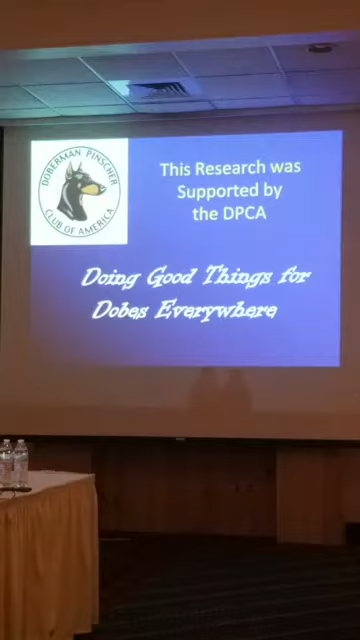 DOBERMAN PINSCHER
CLUB OF AMERICA
This Research was
Supported by
the DPCA
Doing Good Things for
Dobes Everywhere